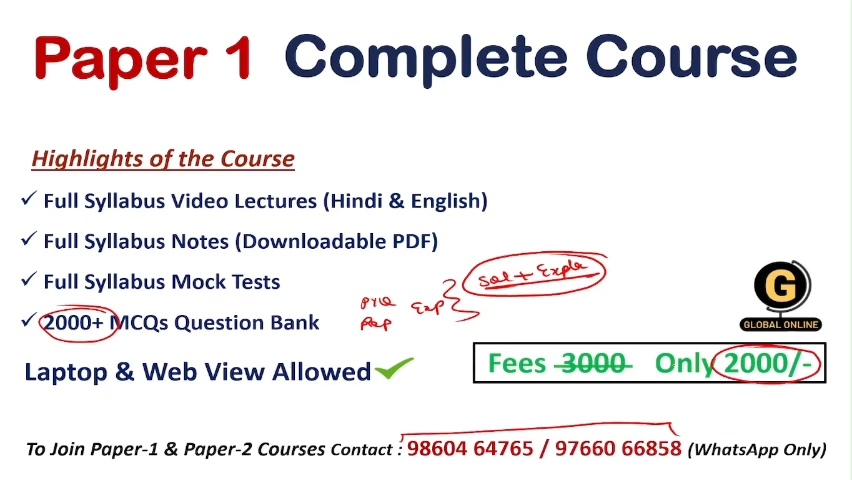 Paper 1 Complete Course
Highlights of the Course
✓ Full Syllabus Video Lectures (Hindi & English)
✓ Full Syllabus Notes (Downloadable PDF)
✓ Full Syllabus Mock Tests
Sol + Expla
✓ 2000+ MCQs Question Bank
PYQ
Exp
G
GLOBAL ONLINE
Laptop & Web View Allowed
Fees 3000 Only 2000/-
To Join Paper-1 & Paper-2 Courses Contact : 98604 64765 / 97660 66858 (WhatsApp Only)